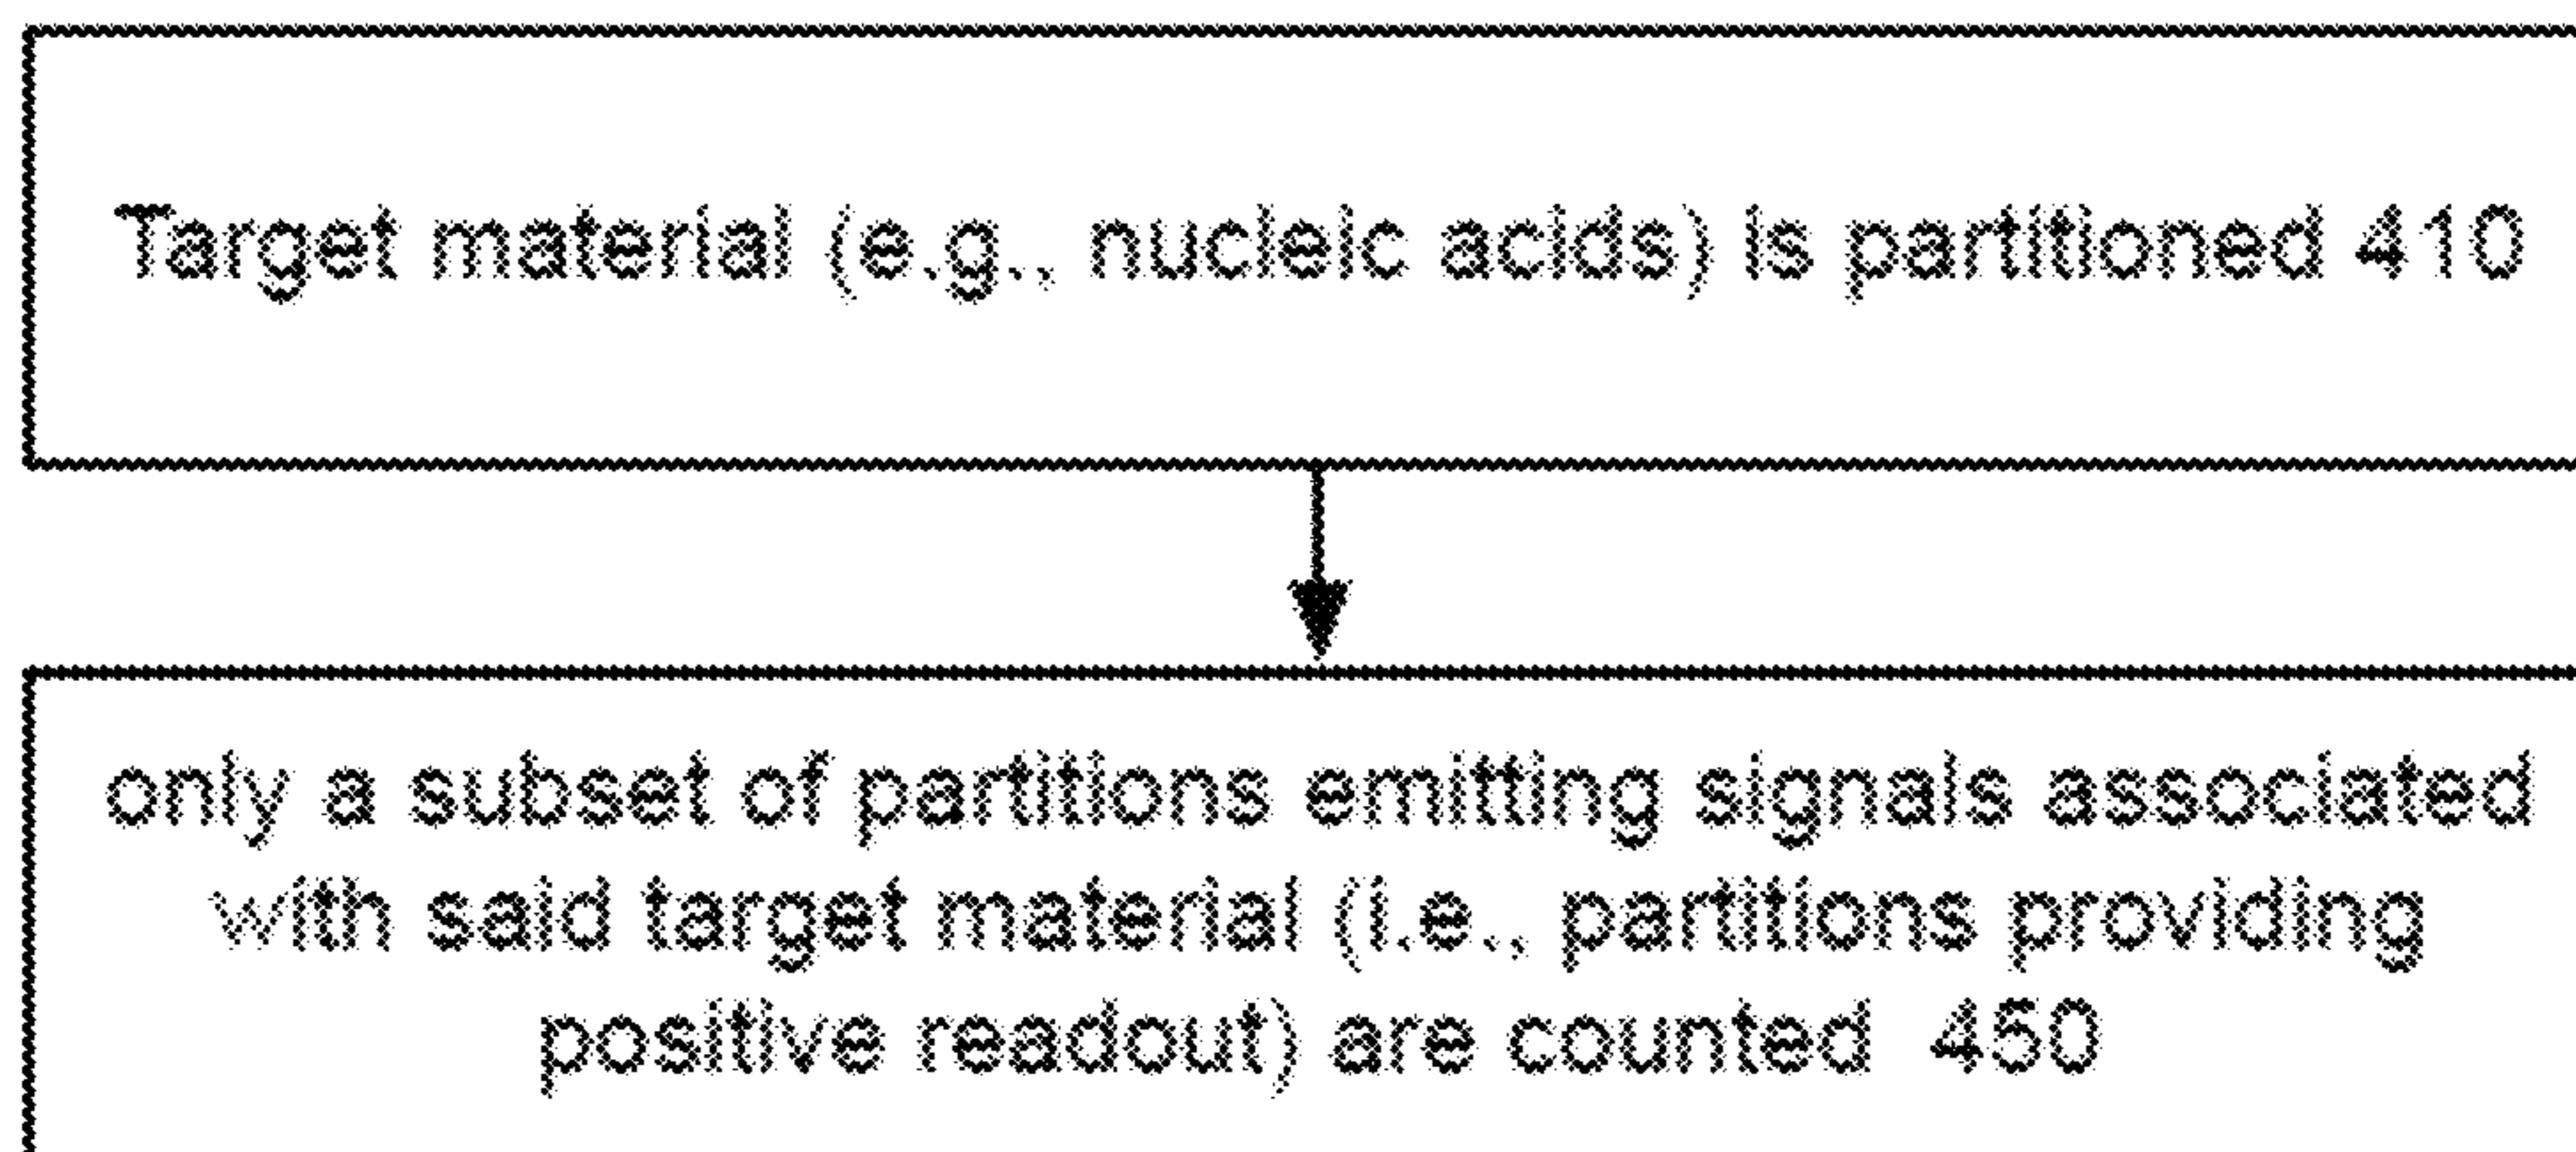 Target material (e.g., nucleic acids) is partitioned 410
only a subset of partitions emitting signals associated
with said target material (i.e., partitions providing
positive readout) are counted 450